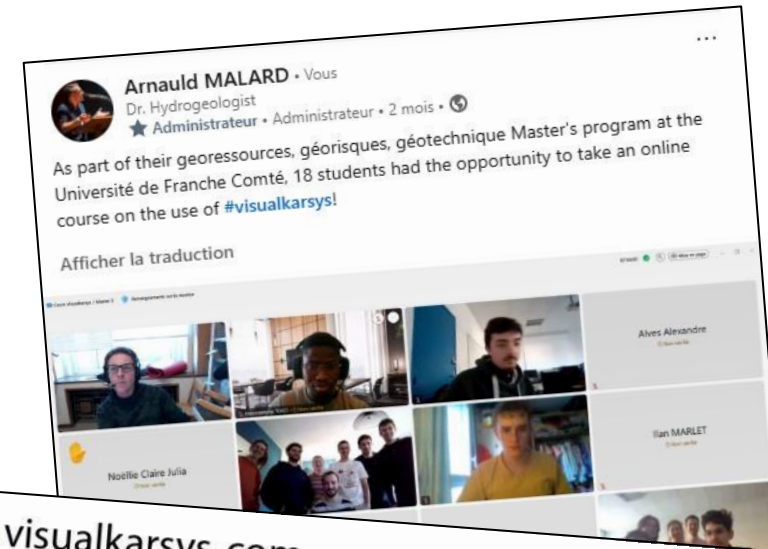 ...
Arnauld MALARD • Vous
Dr. Hydrogeologist
Administrateur • Administrateur • 2 mois •
As part of their georessources, géorisques, géotechnique Master's program at the
Université de Franche Comté, 18 students had the opportunity to take an online
course on the use of #visualkarsys!
Afficher la traduction
Alves Alexandre
Noëllie Claire Julia
Ilan MARLET
visualkarsys.com